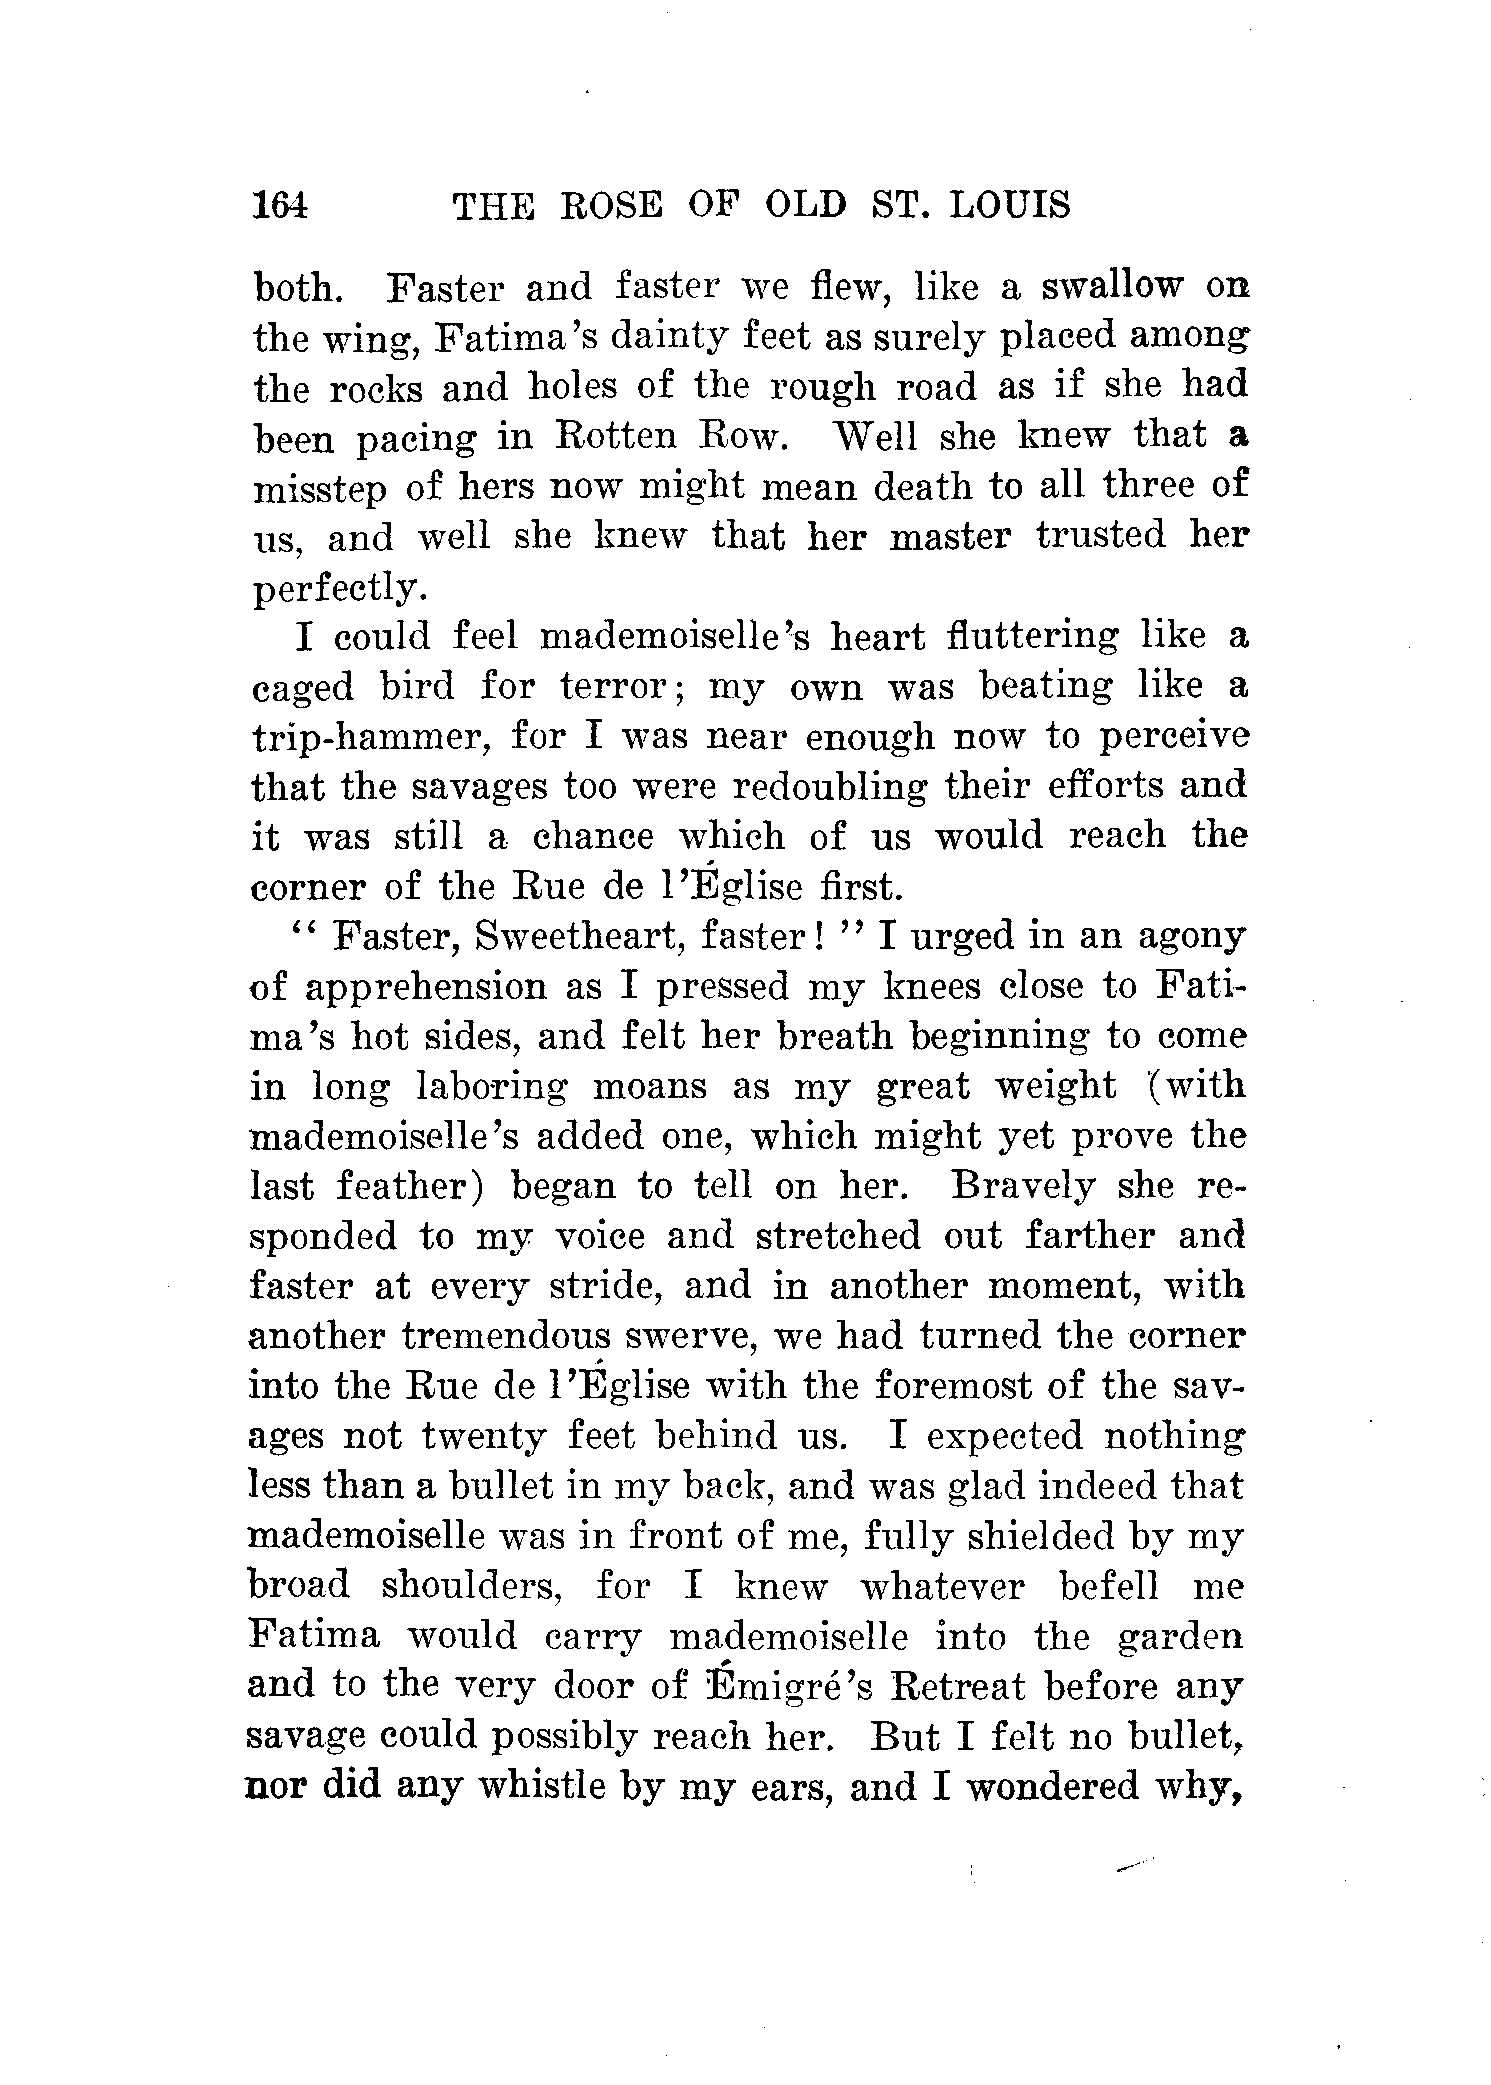 164 THE ROSE OF OLD ST. LOUIS
both. Faster and faster we flew, like a swallow on
the wing, Fatima's dainty feet as surely placed among
the rocks and holes of the rough road as if she had
been pacing in Rotten Row. Well she knew that a
misstep of hers now might mean death to all three of
us, and well she knew that her master trusted her
perfectly.
I could feel mademoiselle's heart fluttering like a
caged bird for terror; my own was beating like a
trip-hammer, for I was near enough now to perceive
that the savages too were redoubling their efforts and
it was still a chance which of us would reach the
corner of the Rue de l'Église first.
“ Faster, Sweetheart, faster! ” I urged in an agony
of apprehension as I pressed my knees close to Fati-
ma's hot sides, and felt her breath beginning to come
in long laboring moans as my great weight (with
mademoiselle's added one, which might yet prove the
last feather) began to tell on her. Bravely she re-
sponded to my voice and stretched out farther and
faster at every stride, and in another moment, with
another tremendous swerve, we had turned the corner
into the Rue de l'Église with the foremost of the sav-
ages not twenty feet behind us. I expected nothing
less than a bullet in my back, and was glad indeed that
mademoiselle was in front of me, fully shielded by my
broad shoulders, for I knew whatever befell me
Fatima would carry mademoiselle into the garden
and to the very door of Émigré's Retreat before any
savage could possibly reach her. But I felt no bullet,
nor did any whistle by my ears, and I wondered why,